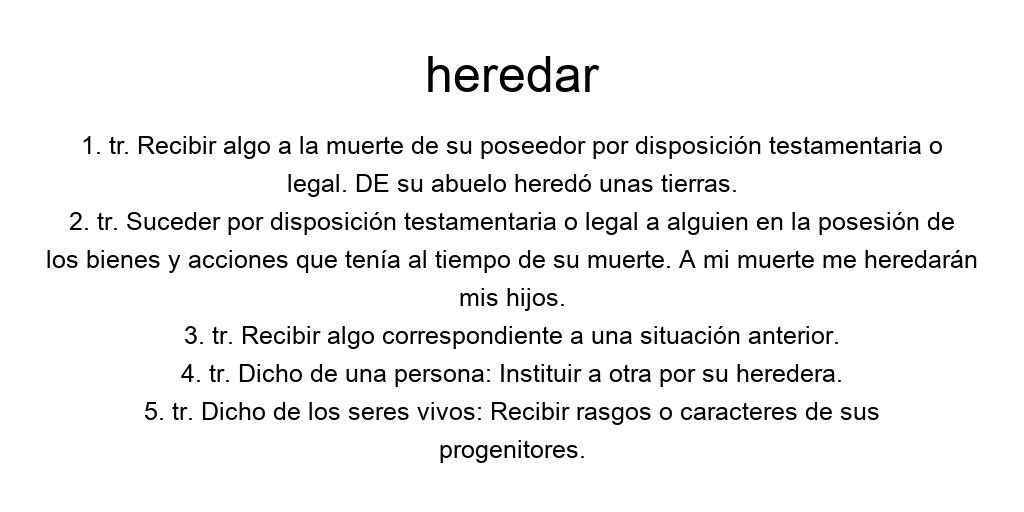 heredar
1. tr. Recibir algo a la muerte de su poseedor por disposición testamentaria o
legal. DE su abuelo heredó unas tierras.
2. tr. Suceder por disposición testamentaria o legal a alguien en la posesión de
los bienes y acciones que tenía al tiempo de su muerte. A mi muerte me heredarán
mis hijos.
3. tr. Recibir algo correspondiente a una situación anterior.
4. tr. Dicho de una persona: Instituir a otra por su heredera.
5. tr. Dicho de los seres vivos: Recibir rasgos o caracteres de sus
progenitores.